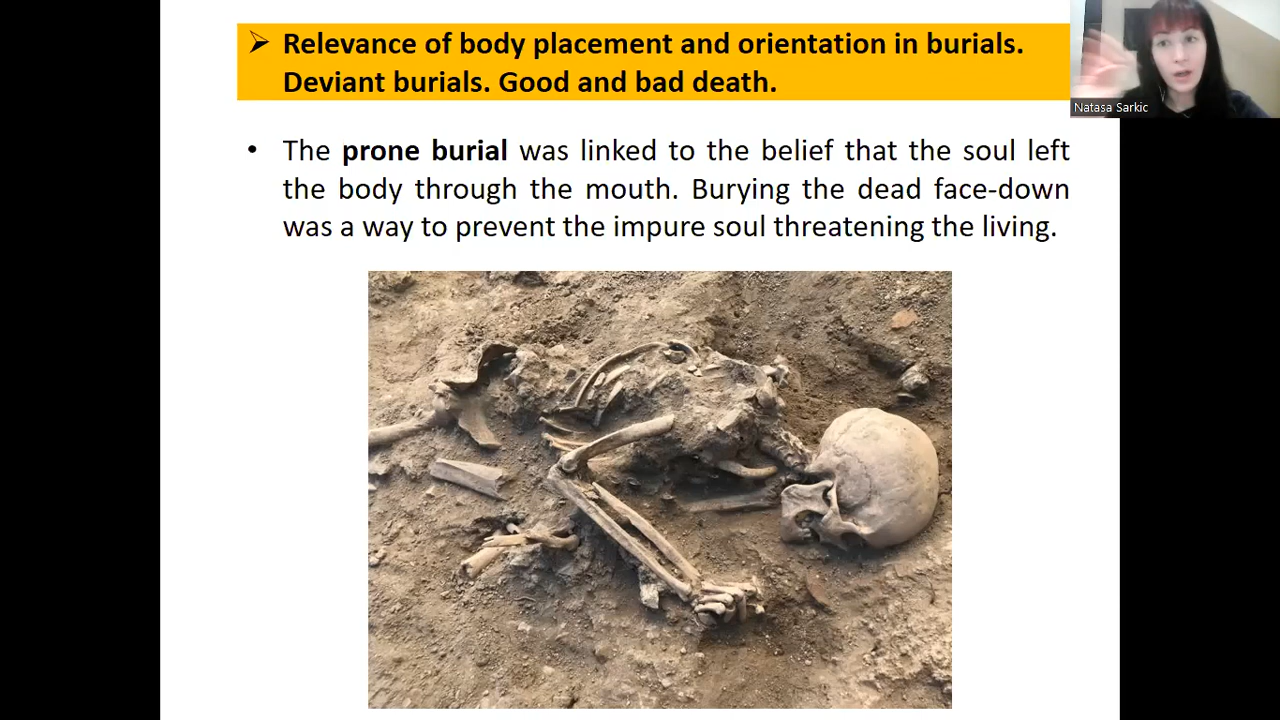 ➢ Relevance of body placement and orientation in burials.
Deviant burials. Good and bad death.
Natasa Sarkic
• The prone burial was linked to the belief that the soul left
the body through the mouth. Burying the dead face-down
was a way to prevent the impure soul threatening the living.